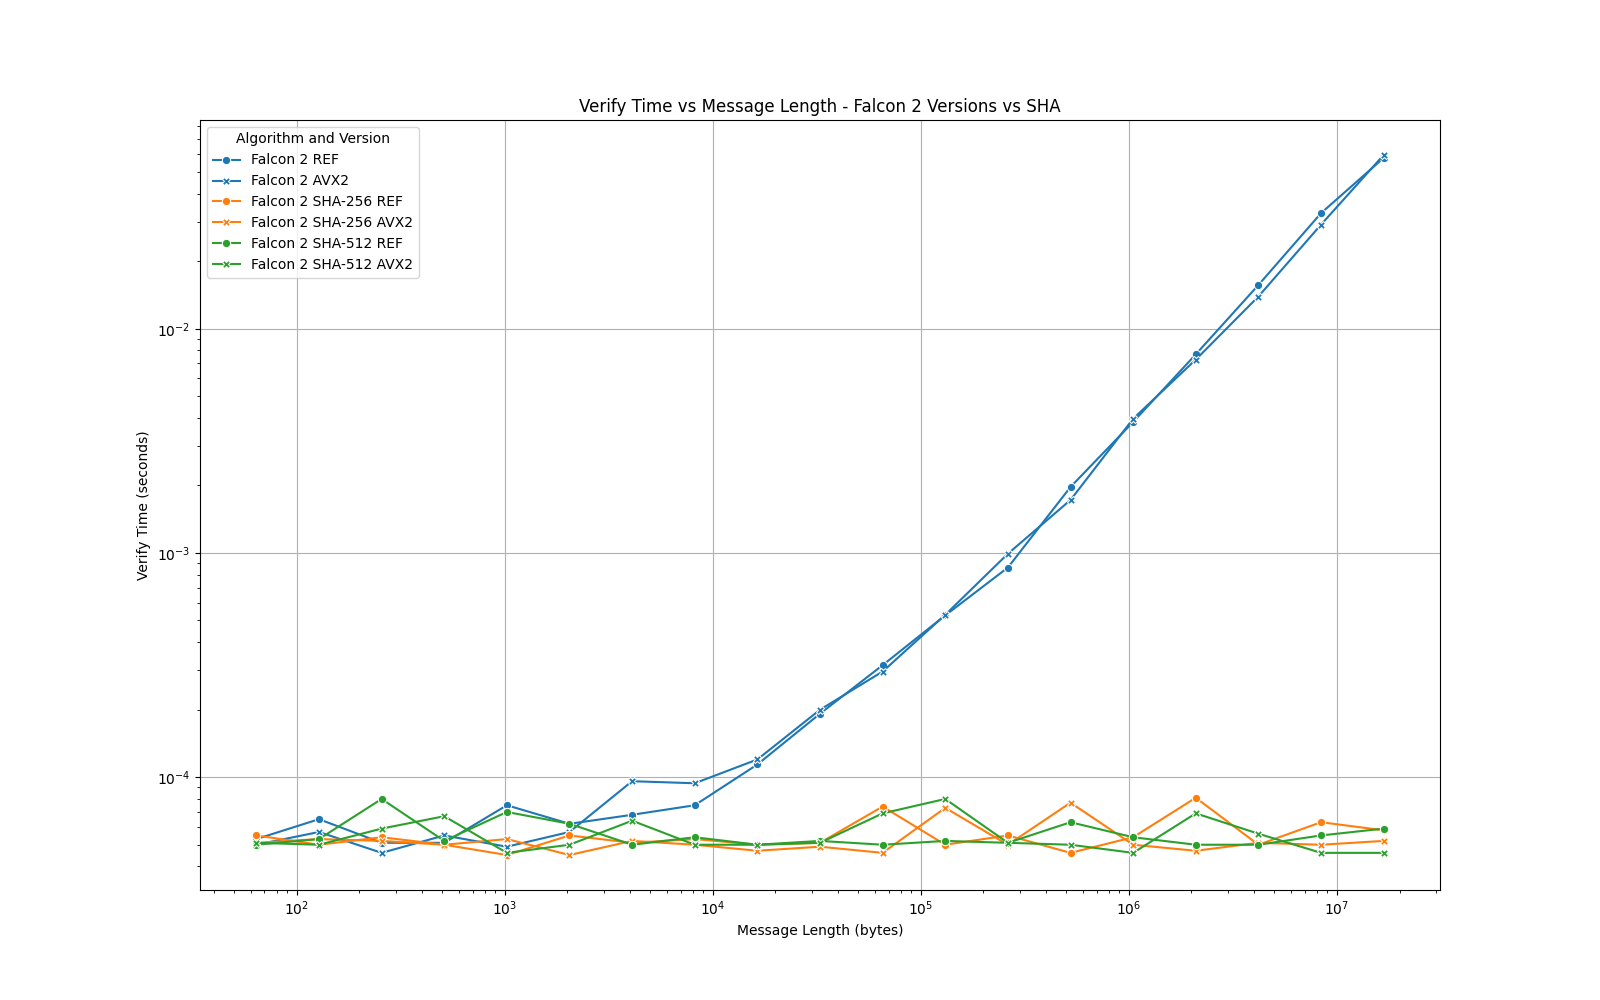 Verify Time vs Message Length - Falcon 2 Versions vs SHA
Algorithm and Version
Falcon 2 REF
Falcon 2 AVX2
Falcon 2 SHA-256 REF
Falcon 2 SHA-256 AVX2
Falcon 2 SHA-512 REF
Falcon 2 SHA-512 AVX2
Verify Time (seconds)
10⁻²
10⁻³
10⁻⁴
10² 10³ 10⁴ 10⁵ 10⁶ 10⁷
Message Length (bytes)